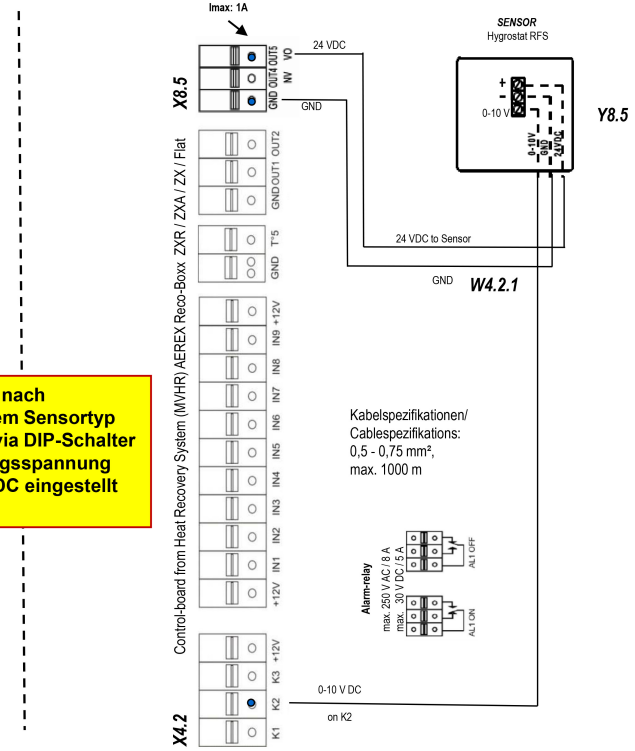 Imax: 1A
24 VDC
GND
X8.5
GND OUT4 OUT5
NV VO
SENSOR
Hygrostat RFS
+
-
0-10 V
0-10V
GND
24VDC
Y8.5
Control-board from Heat Recovery System (MVHR) AEREX Reco-Boxx ZXR / ZXA / ZX / Flat
GND OUT1 OUT2
GND T°5
24 VDC to Sensor
GND
W4.2.1
+12V IN1 IN2 IN3 IN4 IN5 IN6 IN7 IN8 IN9 +12V
nach
em Sensortyp
via DIP-Schalter
gsspannung
DC eingestellt
Kabelspezifikationen/
Cablespezifikations:
0,5 - 0,75 mm²,
max. 1000 m
Alarm-relay
max. 250 V AC / 8 A
max. 30 V DC / 5 A
AL1 OFF
AL1 ON
X4.2
K1 K2 K3 +12V
0-10 V DC
on K2